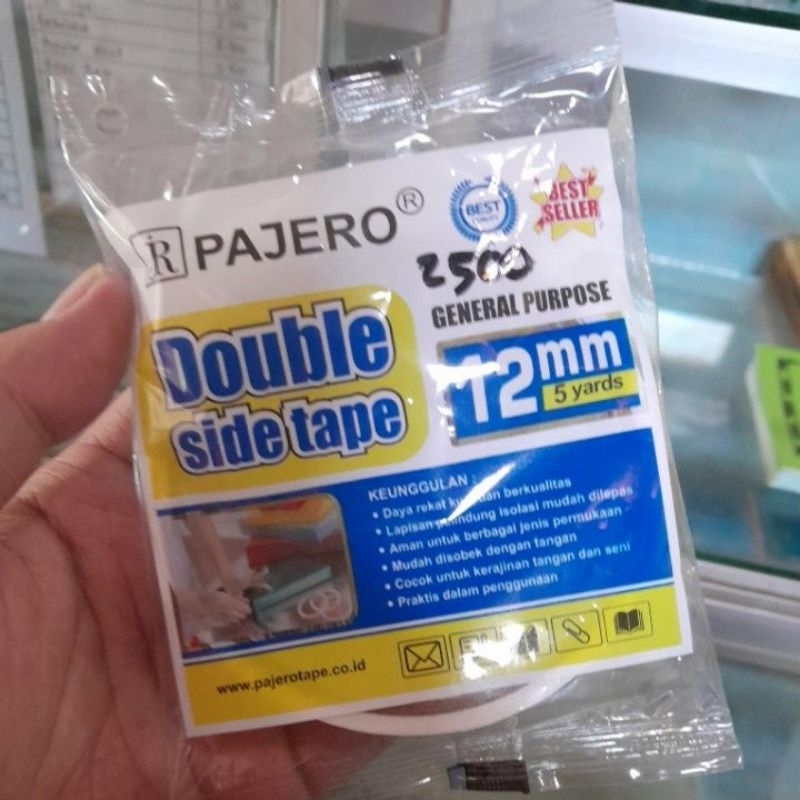 R PAJERO®
BEST
BEST
SELLER
2500
GENERAL PURPOSE
Double
side tape
12mm
5 yards
KEUNGGULAN :
• Daya rekat kuat dan berkualitas
• Lapisan pelindung isolasi mudah dilepas
• Aman untuk berbagai jenis permukaan
• Mudah disobek dengan tangan
• Cocok untuk kerajinan tangan dan seni
• Praktis dalam penggunaan
www.pajerotape.co.id